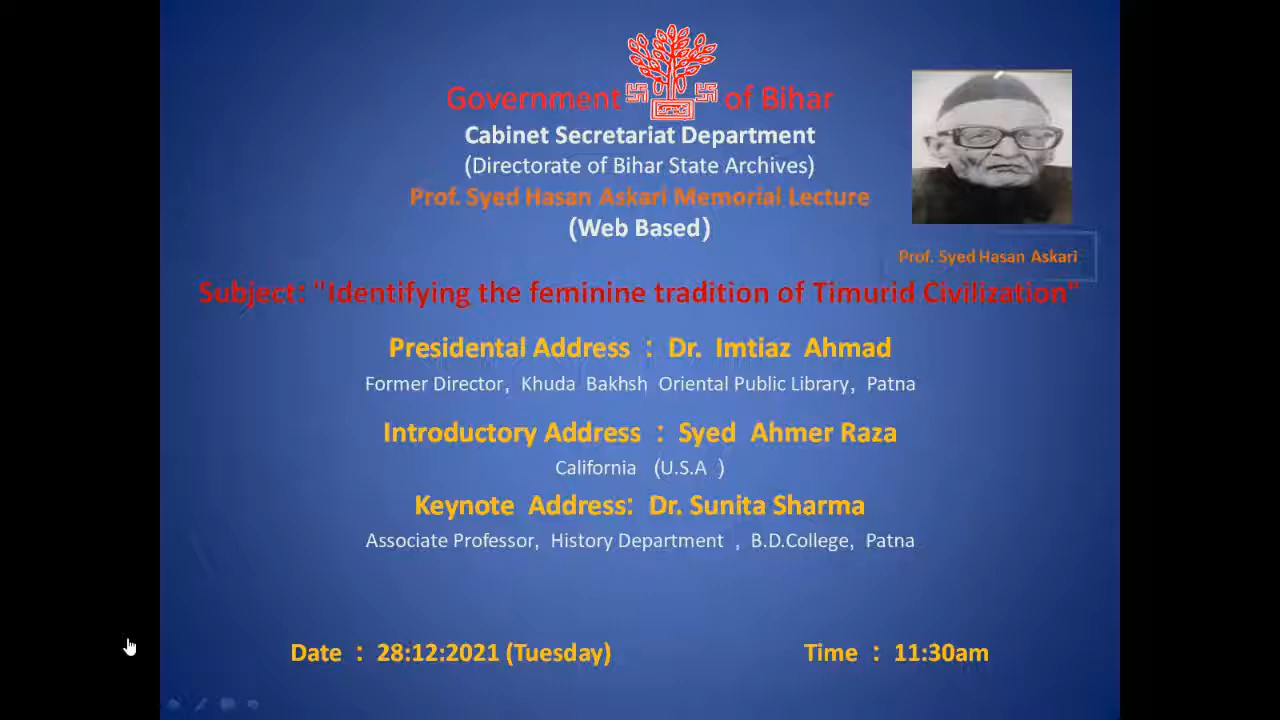 Government of Bihar
Cabinet Secretariat Department
(Directorate of Bihar State Archives)
Prof. Syed Hasan Askari Memorial Lecture
(Web Based)
Prof. Syed Hasan Askari
Subject: "Identifying the feminine tradition of Timurid Civilization"
Presidental Address : Dr. Imtiaz Ahmad
Former Director, Khuda Bakhsh Oriental Public Library, Patna
Introductory Address : Syed Ahmer Raza
California (U.S.A )
Keynote Address: Dr. Sunita Sharma
Associate Professor, History Department , B.D.College, Patna
Date : 28:12:2021 (Tuesday)
Time : 11:30am